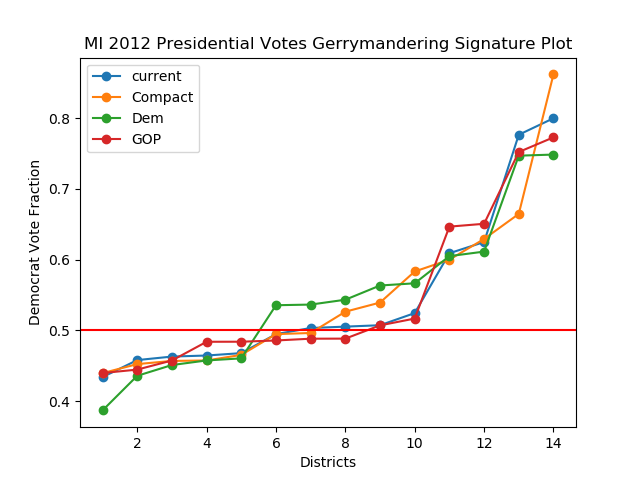 MI 2012 Presidential Votes Gerrymandering Signature Plot
current
Compact
Dem
GOP
0.8
0.7
0.6
0.5
0.4
Democrat Vote Fraction
2 4 6 8 10 12 14
Districts